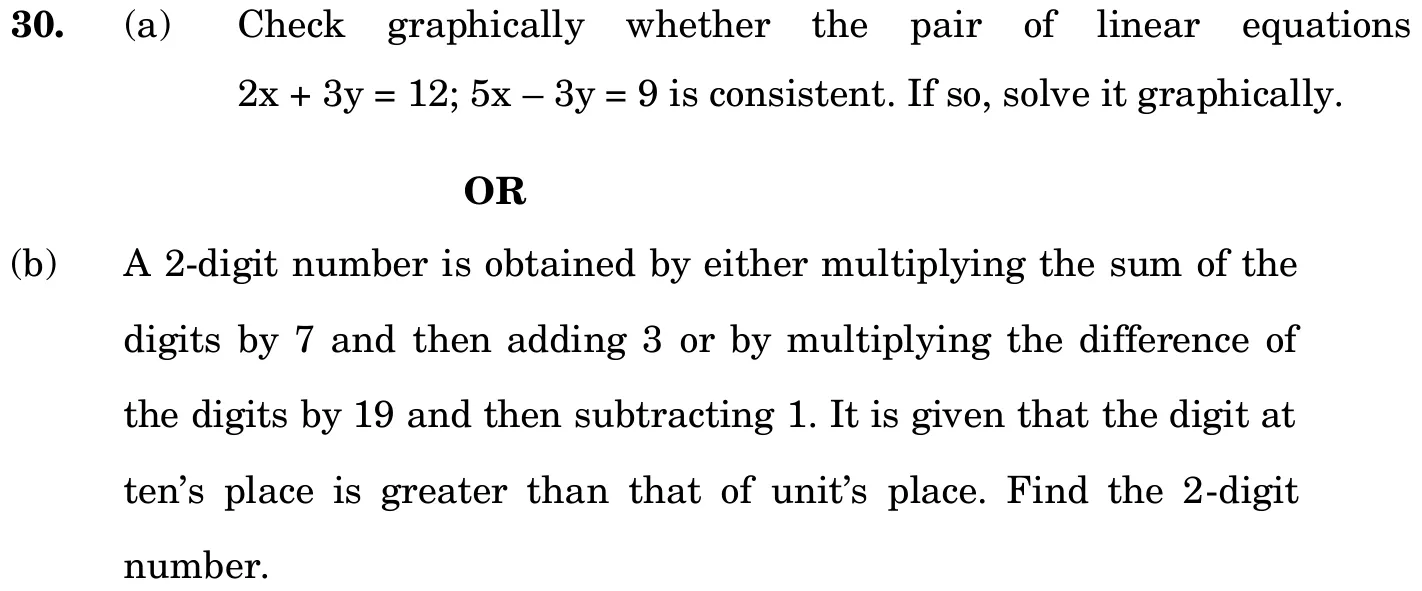 30. (a) Check graphically whether the pair of linear equations
2x + 3y = 12; 5x – 3y = 9 is consistent. If so, solve it graphically.
OR
(b) A 2-digit number is obtained by either multiplying the sum of the
digits by 7 and then adding 3 or by multiplying the difference of
the digits by 19 and then subtracting 1. It is given that the digit at
ten’s place is greater than that of unit’s place. Find the 2-digit
number.